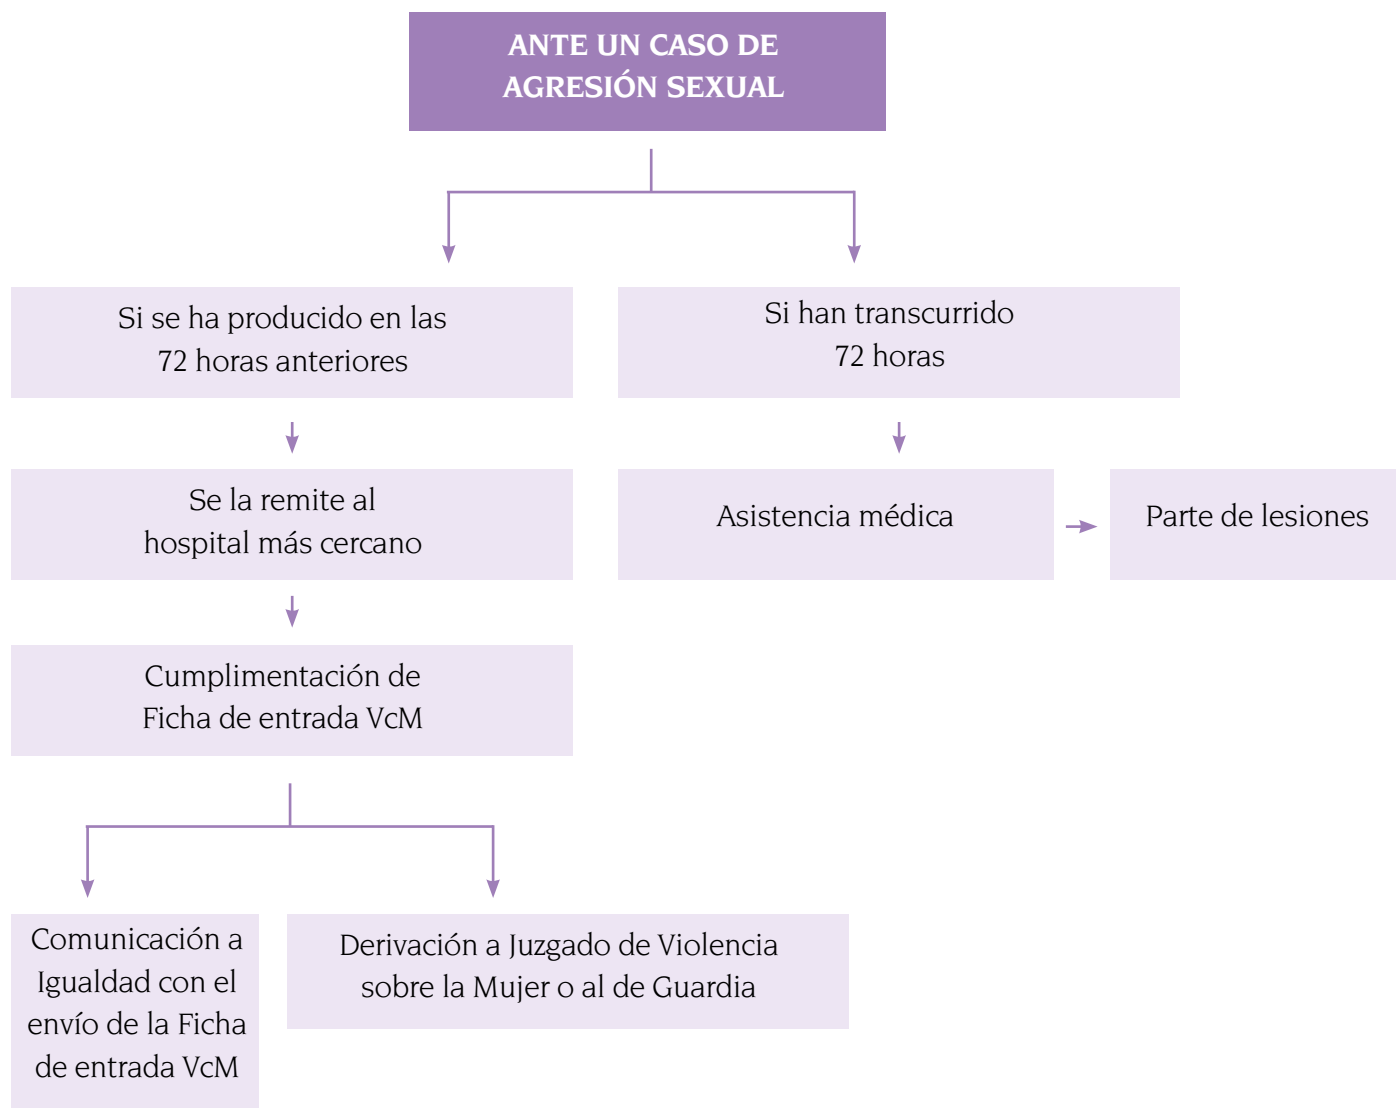 ANTE UN CASO DE
AGRESIÓN SEXUAL
Si se ha producido en las
72 horas anteriores
Si han transcurrido
72 horas
Se la remite al
hospital más cercano
Asistencia médica
Parte de lesiones
Cumplimentación de
Ficha de entrada VcM
Comunicación a
Igualdad con el
envío de la Ficha
de entrada VcM
Derivación a Juzgado de Violencia
sobre la Mujer o al de Guardia